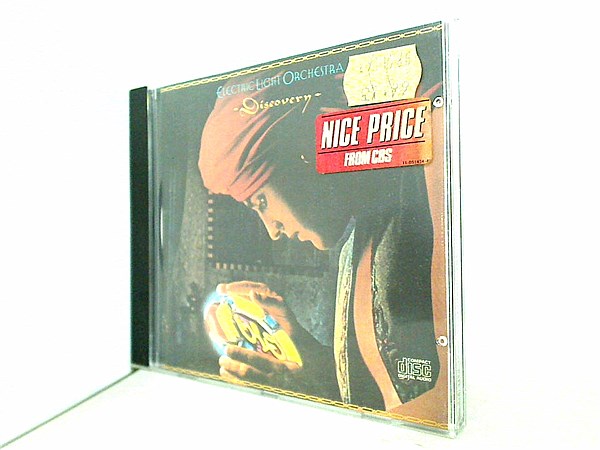 ELECTRIC LIGHT ORCHESTRA
-Discovery-
NICE PRICE
FROM CBS
COMPACT
disc
DIGITAL AUDIO